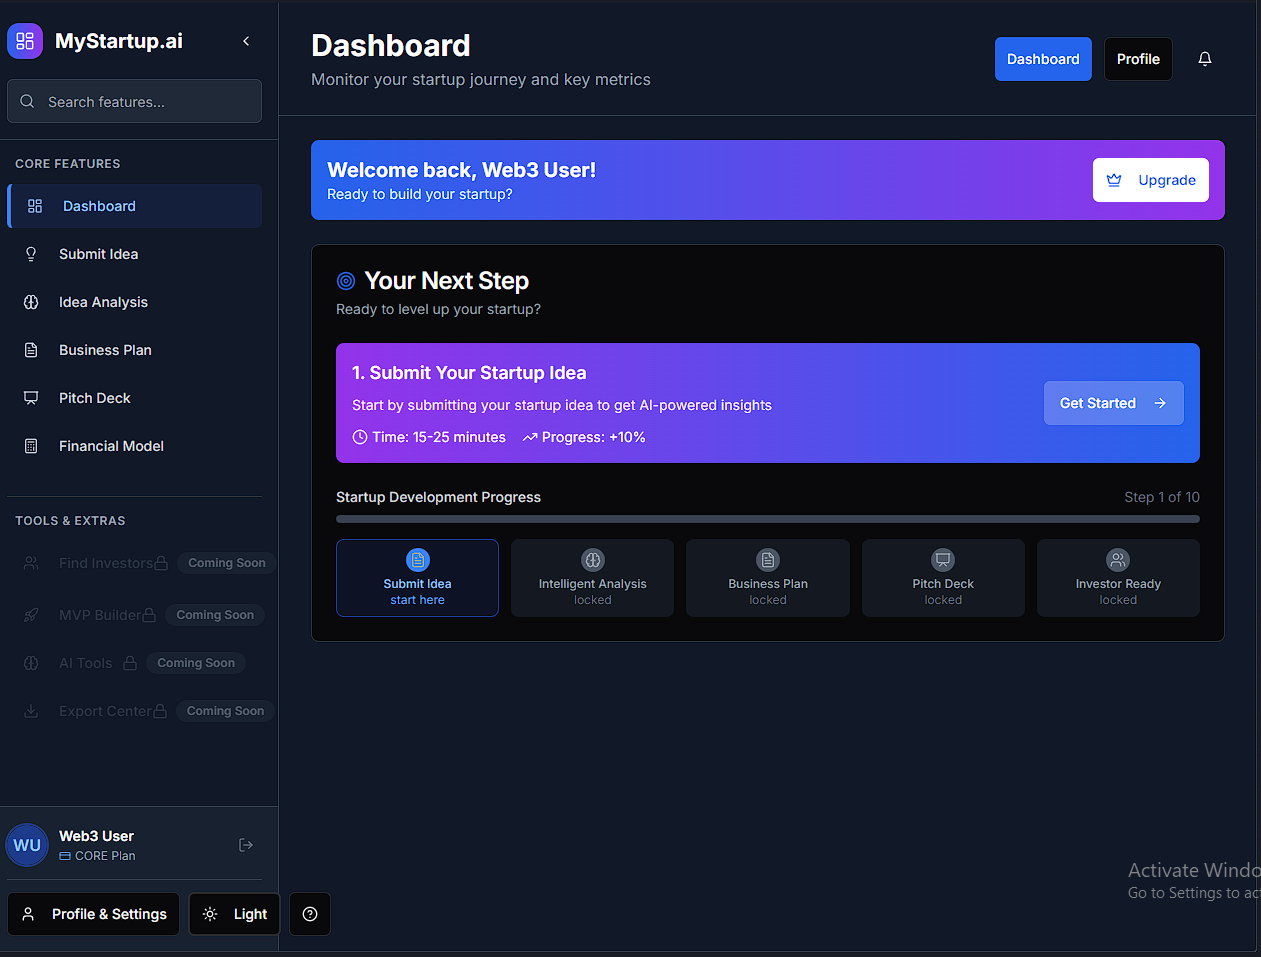 MyStartup.ai
Search features...
CORE FEATURES
Dashboard
Submit Idea
Idea Analysis
Business Plan
Pitch Deck
Financial Model
TOOLS & EXTRAS
Find Investors Coming Soon
MVP Builder Coming Soon
AI Tools Coming Soon
Export Center Coming Soon
WU
Web3 User
CORE Plan
Profile & Settings
Light
Dashboard
Monitor your startup journey and key metrics
Dashboard
Profile
Welcome back, Web3 User!
Ready to build your startup?
Upgrade
Your Next Step
Ready to level up your startup?
1. Submit Your Startup Idea
Start by submitting your startup idea to get AI-powered insights
Time: 15-25 minutes Progress: +10%
Get Started
Startup Development Progress
Step 1 of 10
Submit Idea
start here
Intelligent Analysis
locked
Business Plan
locked
Pitch Deck
locked
Investor Ready
locked
Activate Windo
Go to Settings to ac